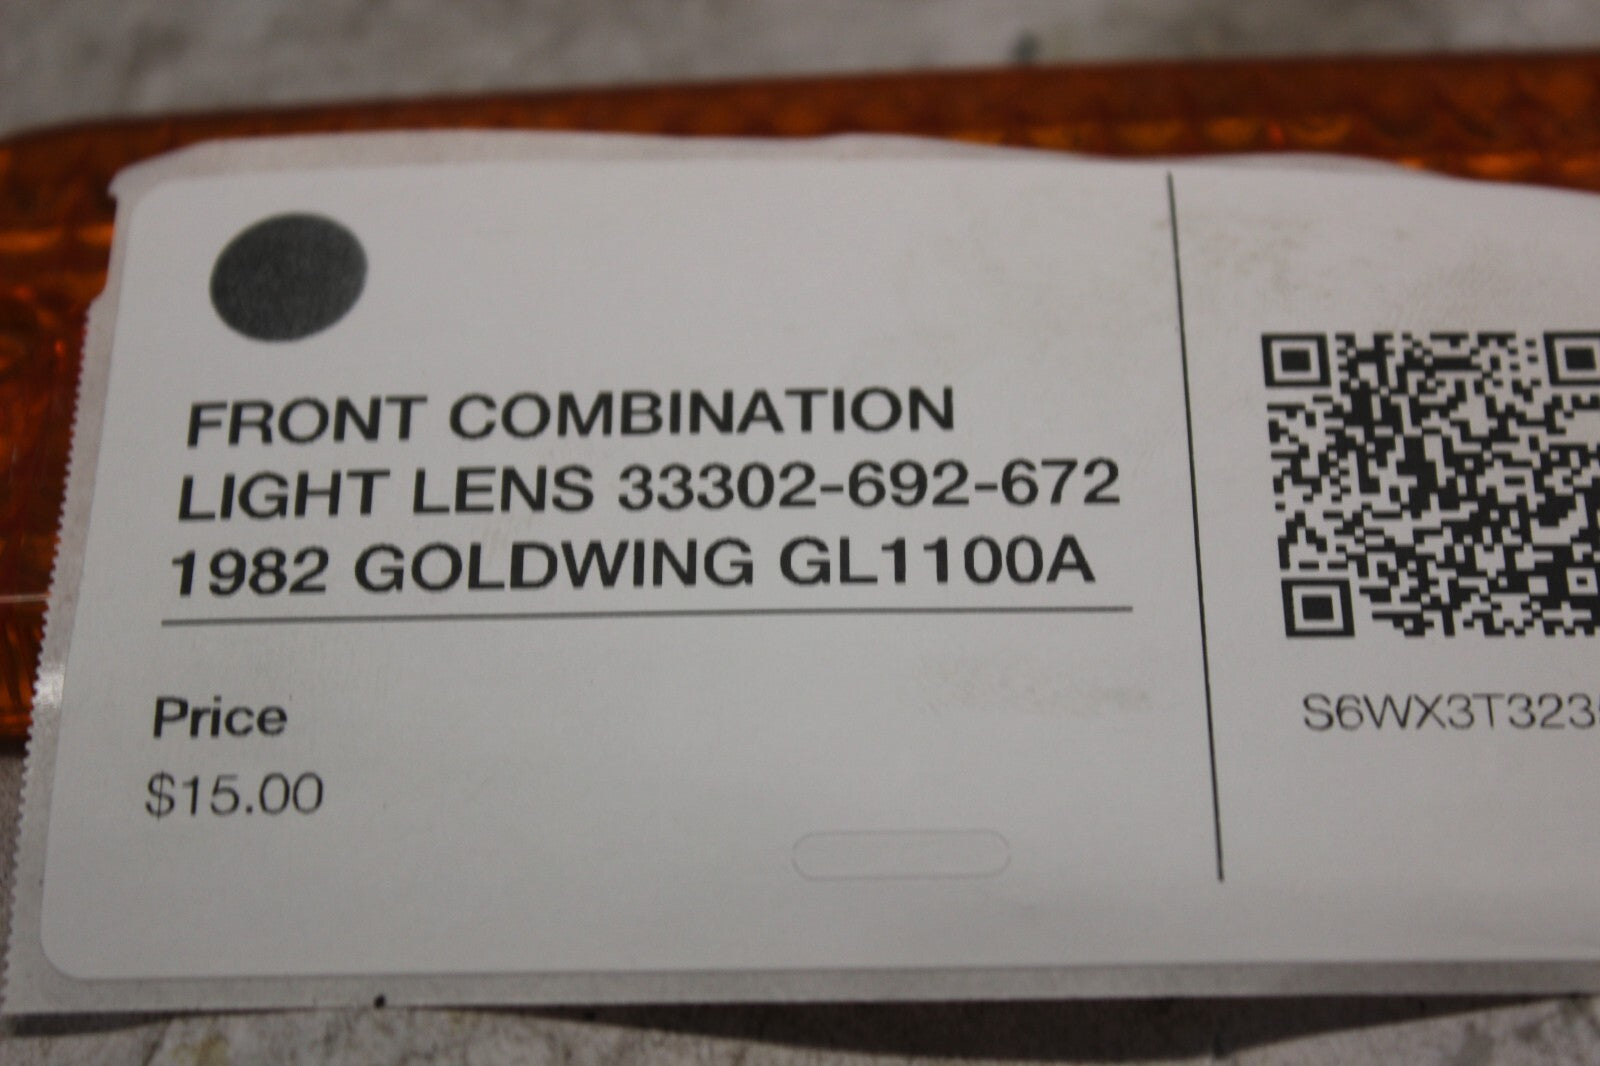 FRONT COMBINATION
LIGHT LENS 33302-692-672
1982 GOLDWING GL1100A
Price
$15.00
S6WX3T323